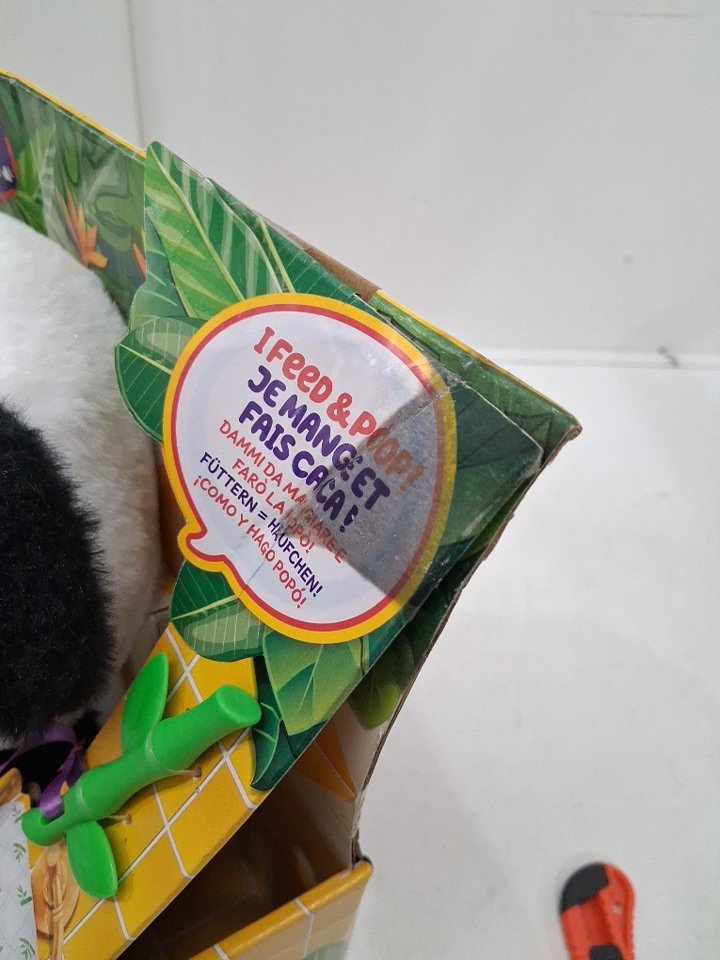 I FEED & POOP!
JE MANGE ET
FAIS CACA !
DAMMI DA MANGIARE E
FARÒ LA POPÒ!
FÜTTERN = HÄUFCHEN!
¡COMO Y HAGO POPÓ!